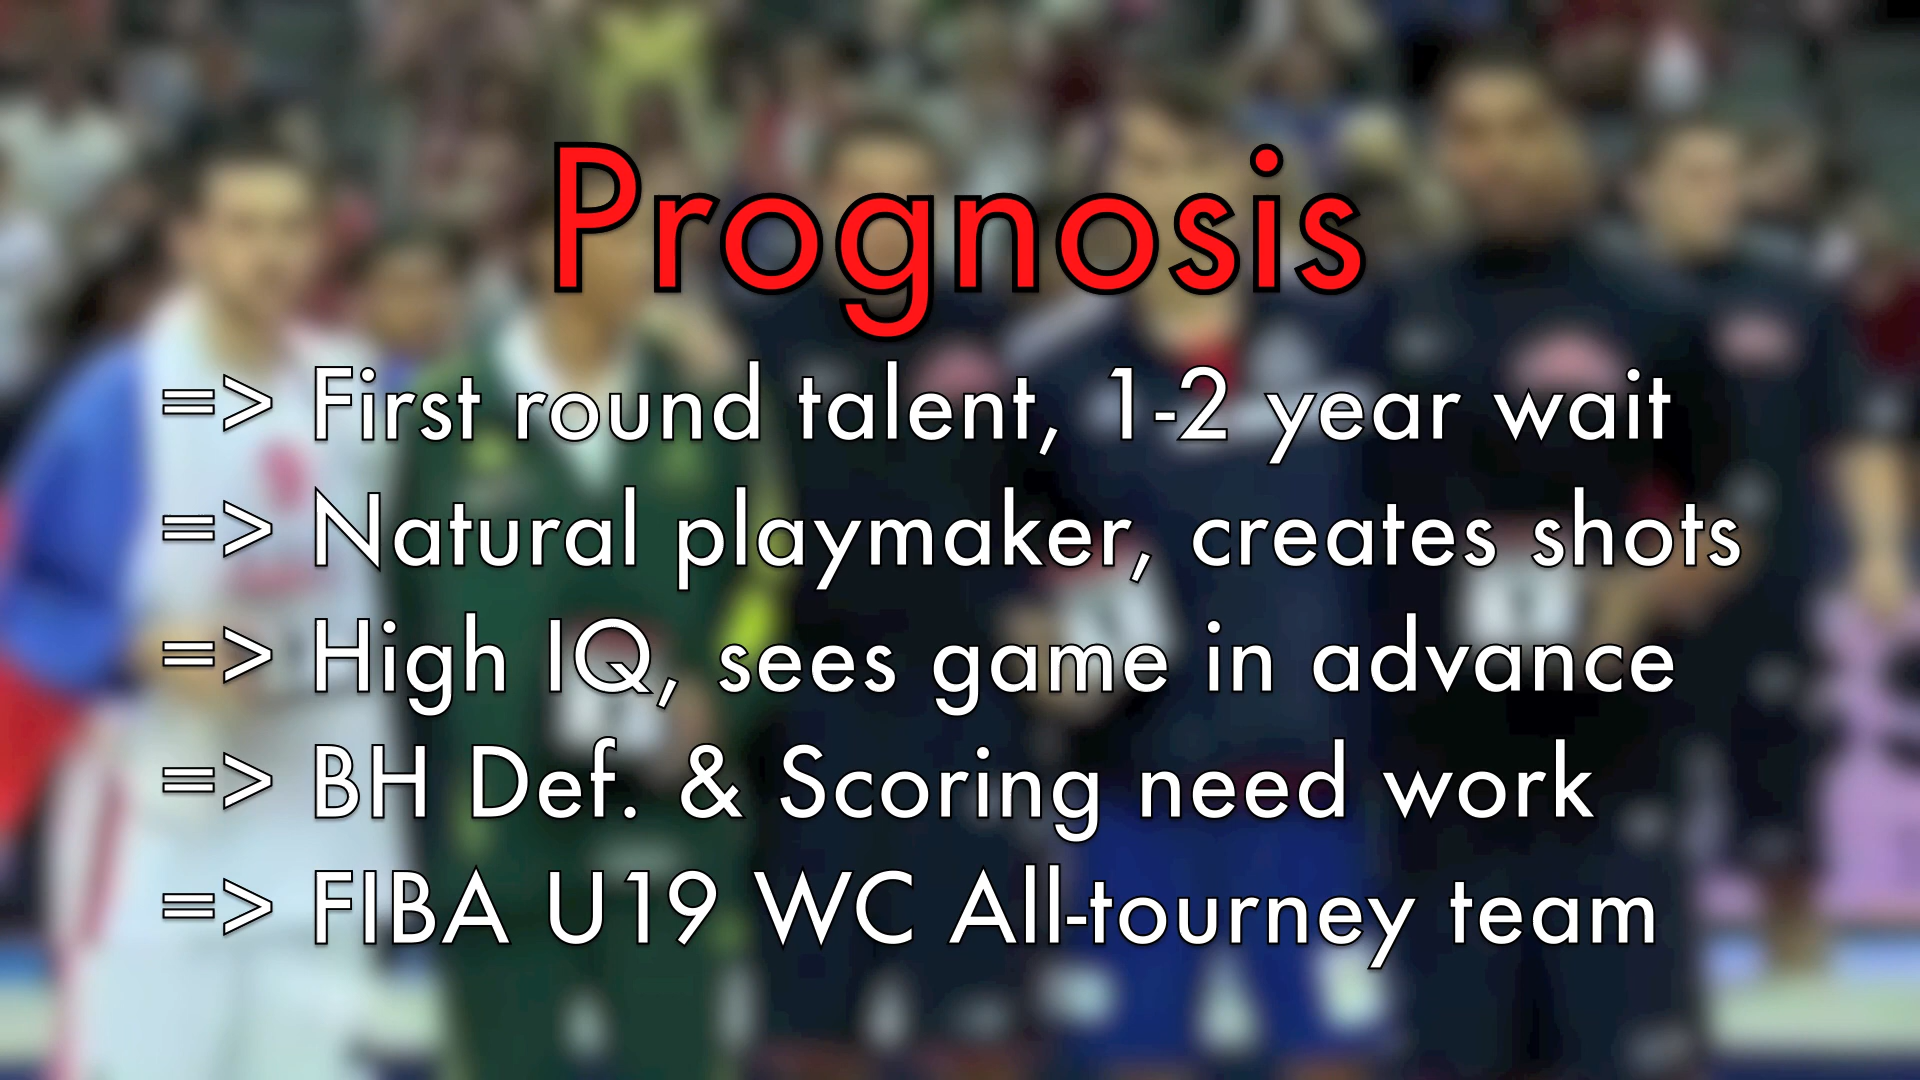 Prognosis
=> First round talent, 1-2 year wait
=> Natural playmaker, creates shots
=> High IQ, sees game in advance
=> BH Def. & Scoring need work
=> FIBA U19 WC All-tourney team